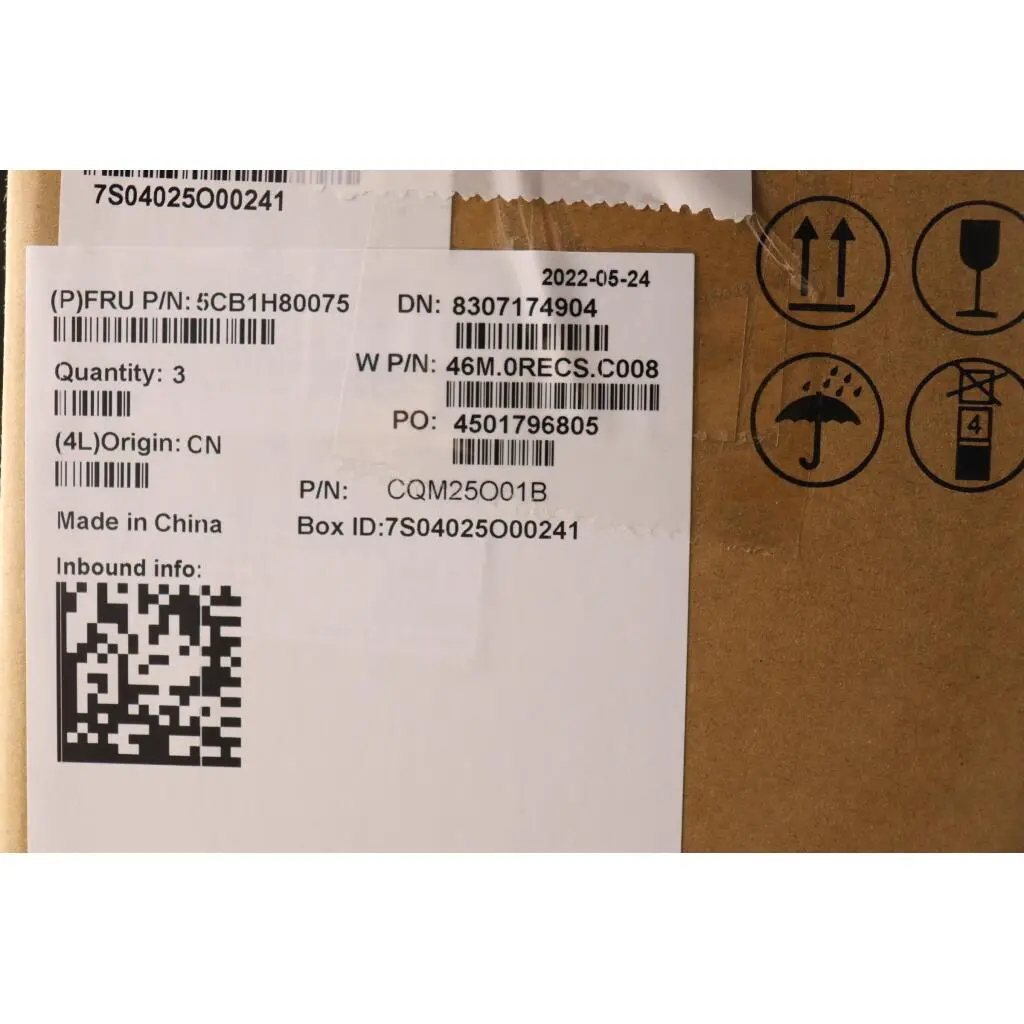 7S04025O00241
2022-05-24
(P)FRU P/N: 5CB1H80075 DN: 8307174904
W P/N: 46M.0RECS.C008
Quantity: 3
PO: 4501796805
(4L)Origin: CN
P/N: CQM25O01B
Made in China Box ID:7S04025O00241
Inbound info:
4